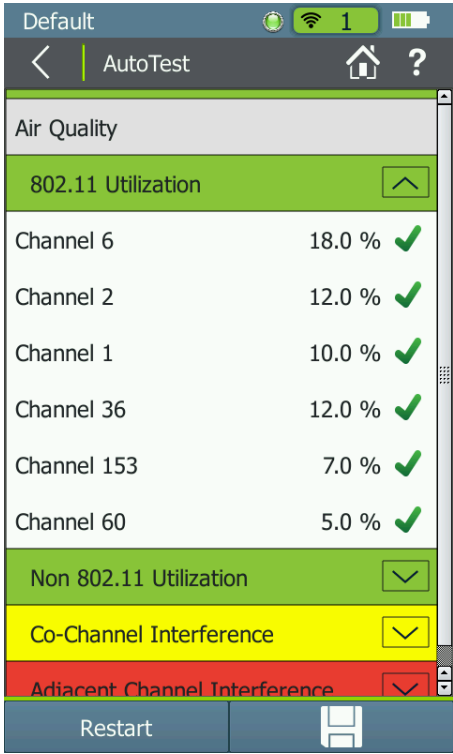 Default
1
AutoTest
?
Air Quality
802.11 Utilization
Channel 6 18.0 %
Channel 2 12.0 %
Channel 1 10.0 %
Channel 36 12.0 %
Channel 153 7.0 %
Channel 60 5.0 %
Non 802.11 Utilization
Co-Channel Interference
Adjacent Channel Interference
Restart